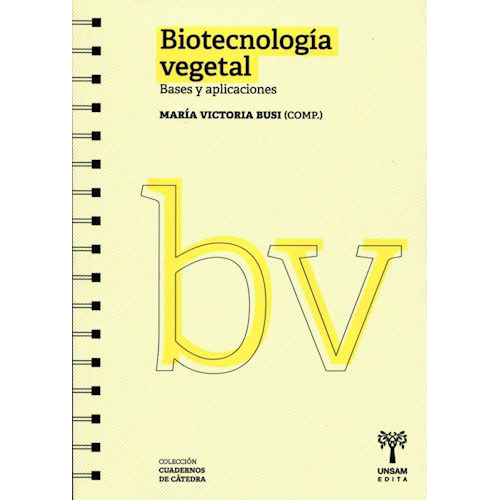 Biotecnología
vegetal
Bases y aplicaciones
MARÍA VICTORIA BUSI (COMP.)
bv
COLECCIÓN
CUADERNOS
DE CÁTEDRA
UNSAM
EDITA